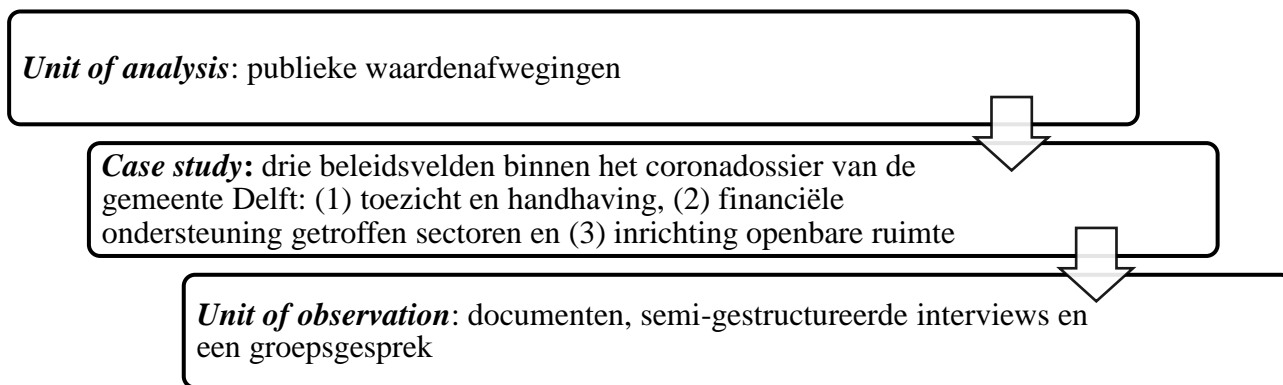 Unit of analysis: publieke waardenafwegingen
Case study: drie beleidsvelden binnen het coronadossier van de
gemeente Delft: (1) toezicht en handhaving, (2) financiële
ondersteuning getroffen sectoren en (3) inrichting openbare ruimte
Unit of observation: documenten, semi-gestructureerde interviews en
een groepsgesprek